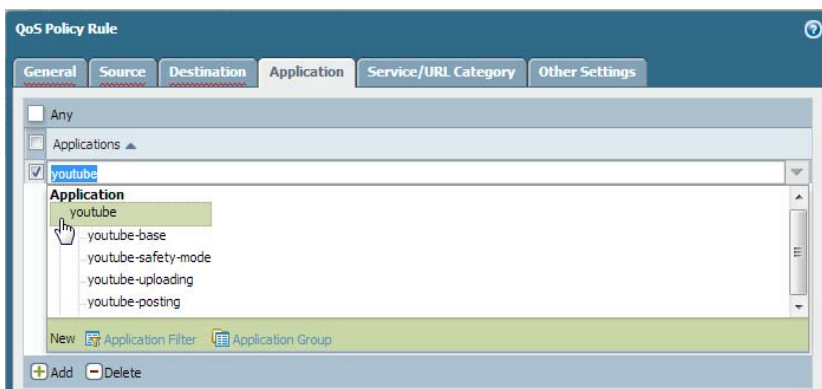 QoS Policy Rule
General Source Destination Application Service/URL Category Other Settings
Any
Applications
youtube
Application
youtube
youtube-base
youtube-safety-mode
youtube-uploading
youtube-posting
New Application Filter Application Group
Add Delete